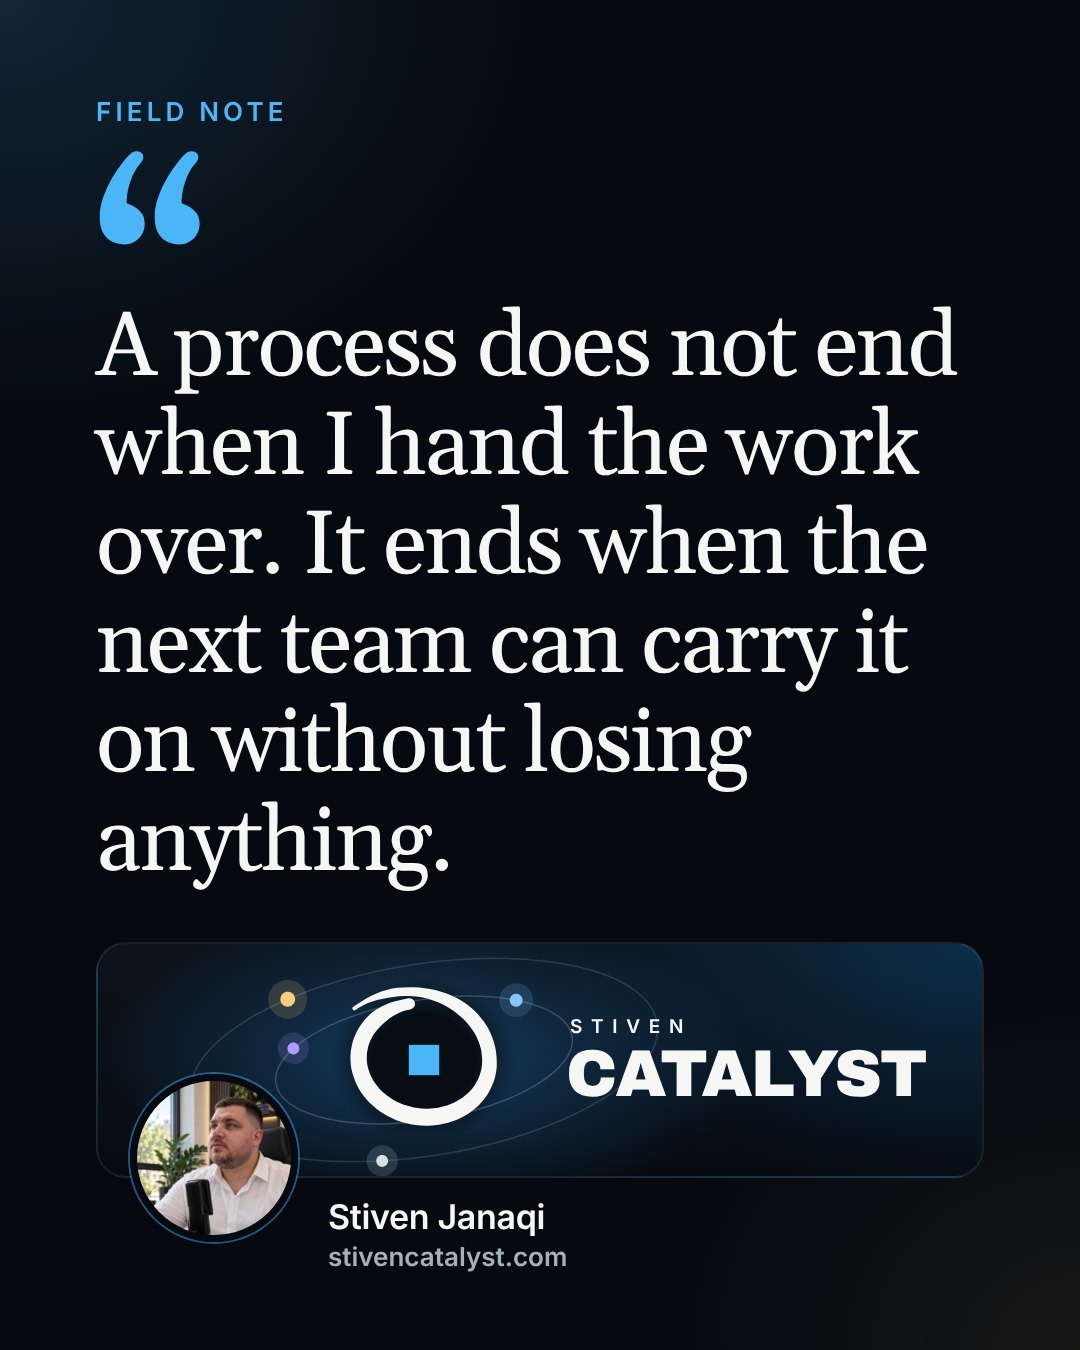 FIELD NOTE
“
A process does not end
when I hand the work
over. It ends when the
next team can carry it
on without losing
anything.
STIVEN
CATALYST
Stiven Janaqi
stivencatalyst.com